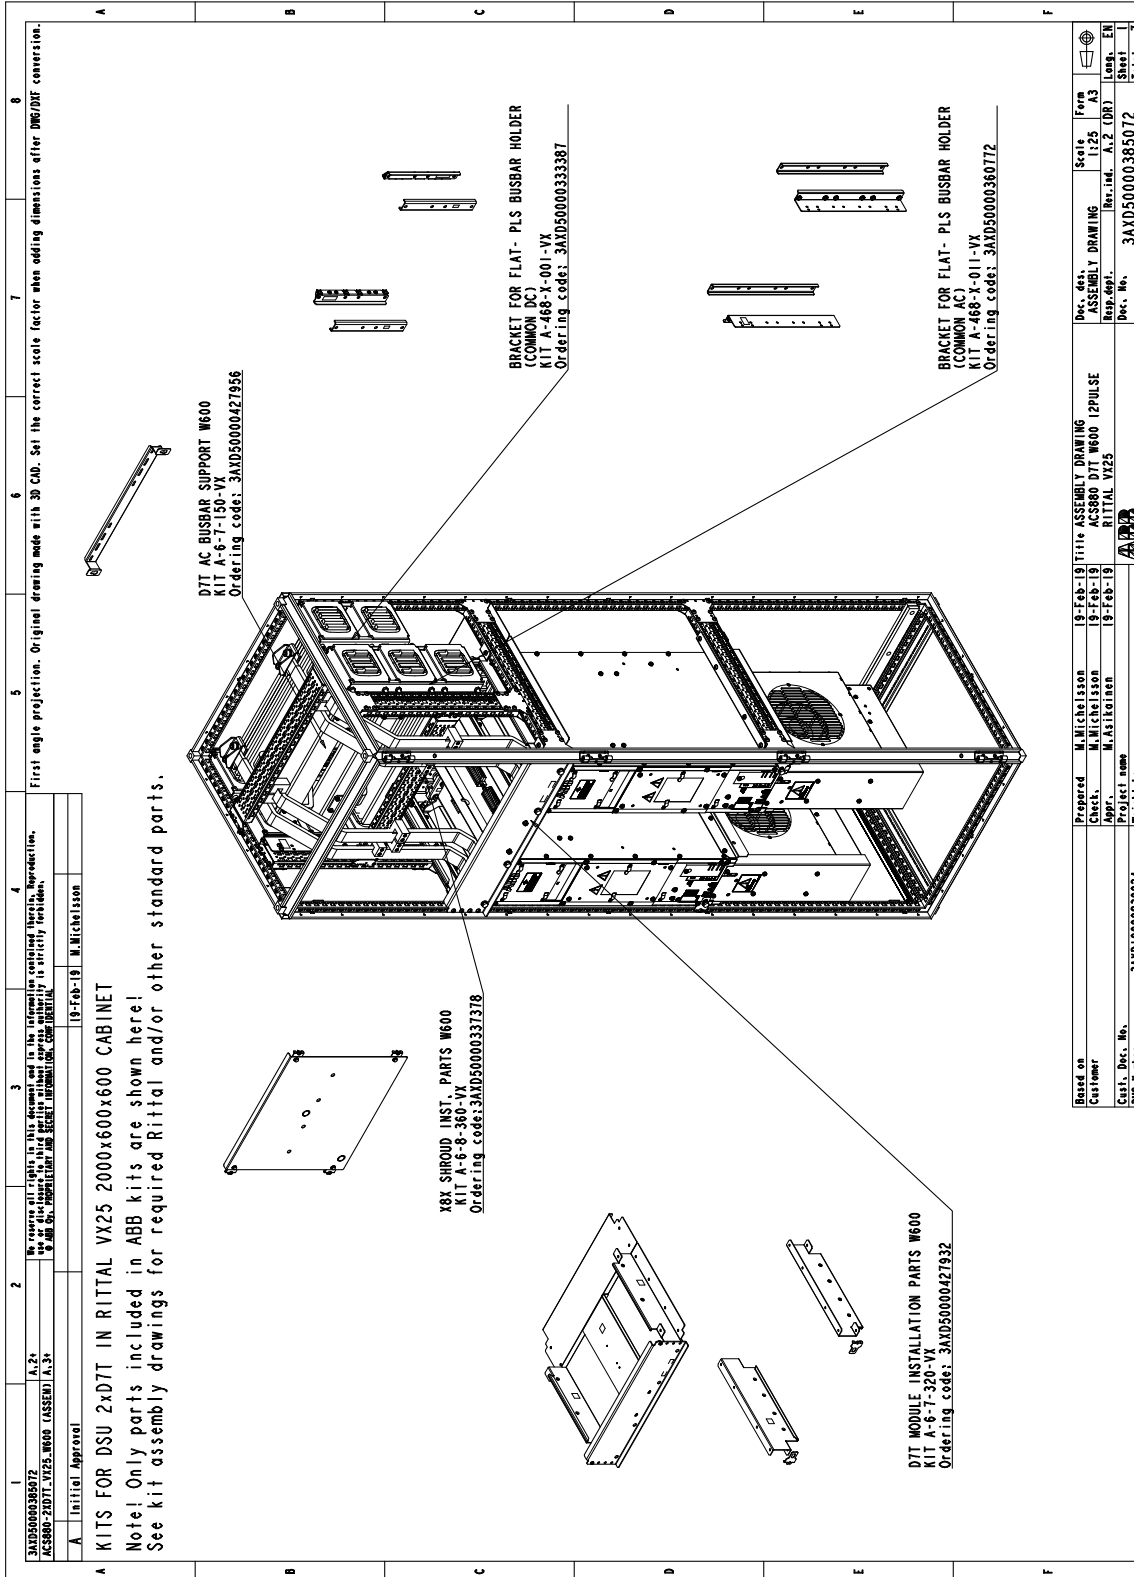 1 2 3 4 5 6 7 8
3AXD50000385072 A.2+
ACS880-2XD7T_VX25_W600 (ASSEM) A.3+
We reserve all rights in this document and in the information contained therein. Reproduction,
use or disclosure to third parties without express authority is strictly forbidden.
© ABB Oy. PROPRIETARY AND SECRET INFORMATION. CONFIDENTIAL
First angle projection. Original drawing made with 3D CAD. Set the correct scale factor when adding dimensions after DWG/DXF conversion.
A Initial Approval 19-Feb-19 M.Michelsson
KITS FOR DSU 2xD7T IN RITTAL VX25 2000x600x600 CABINET
Note! Only parts included in ABB kits are shown here!
See kit assembly drawings for required Rittal and/or other standard parts.
D7T AC BUSBAR SUPPORT W600
KIT A-6-7-150-VX
Ordering code: 3AXD50000427956
BRACKET FOR FLAT- PLS BUSBAR HOLDER
(COMMON DC)
KIT A-468-X-001-VX
Ordering code: 3AXD50000333387
X8X SHROUD INST. PARTS W600
KIT A-6-8-360-VX
Ordering code:3AXD50000337378
BRACKET FOR FLAT- PLS BUSBAR HOLDER
(COMMON AC)
KIT A-468-X-011-VX
Ordering code: 3AXD50000360772
D7T MODULE INSTALLATION PARTS W600
KIT A-6-7-320-VX
Ordering code: 3AXD50000427932
A
B
C
D
E
F
A
B
C
D
E
F
Based on
Customer
Cust. Doc. No.
Prepared M.Michelsson 19-Feb-19
Check. M.Michelsson 19-Feb-19
Appr. M.Asikainen 19-Feb-19
Project name
Title ASSEMBLY DRAWING
ACS880 D7T W600 12PULSE
RITTAL VX25
ABB
Doc. des.
ASSEMBLY DRAWING
Scale
1:25
Form
A3
Resp.dept.
Rev.ind. A.2 (DR)
Lang. EN
Doc. No. 3AXD50000385072
Sheet 1